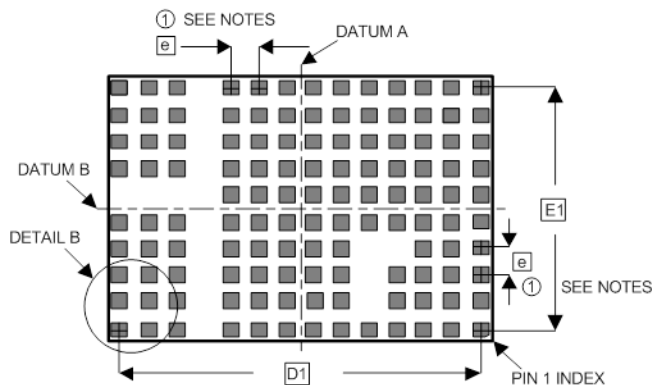 ① SEE NOTES
DATUM A
e
DATUM B
E1
DETAIL B
e
① SEE NOTES
D1
PIN 1 INDEX